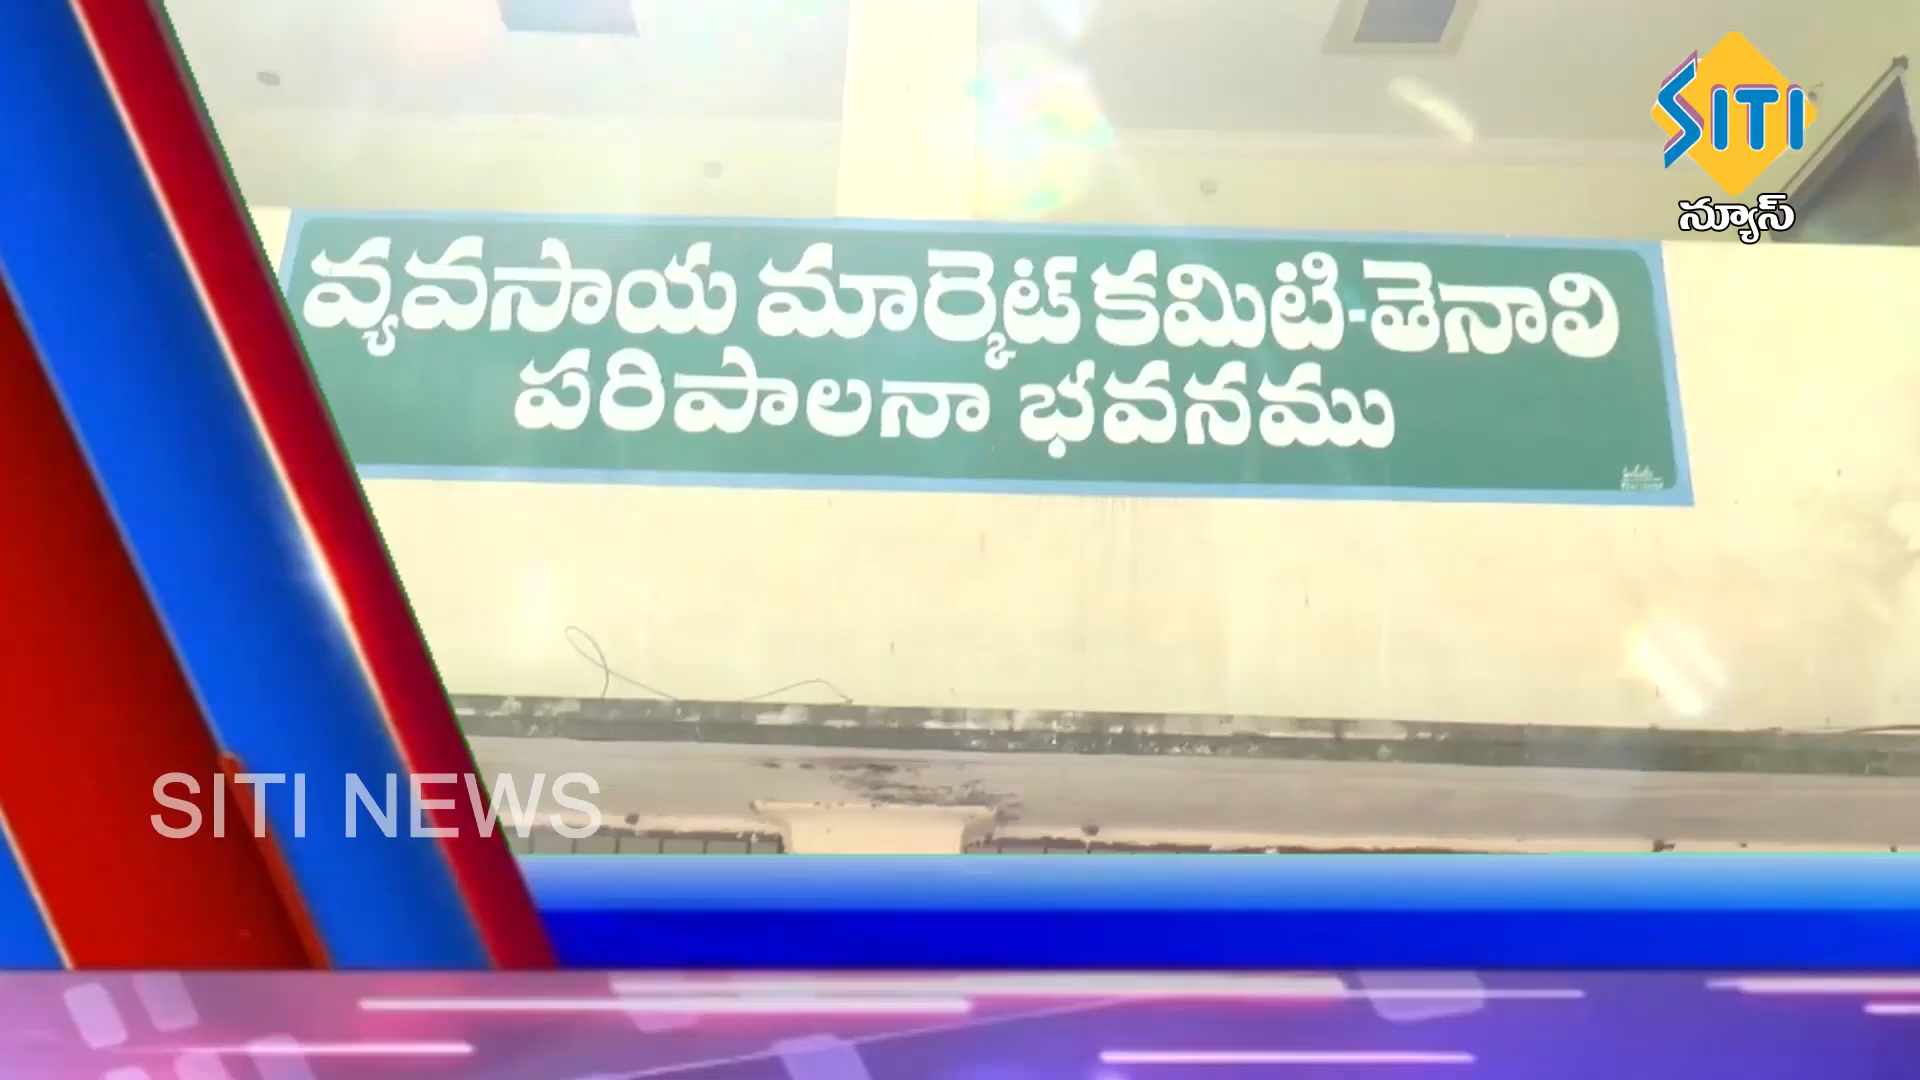 SITI
న్యూస్
వ్యవసాయ మార్కెట్ కమిటి-తెనాలి
పరిపాలనా భవనము
SITI NEWS